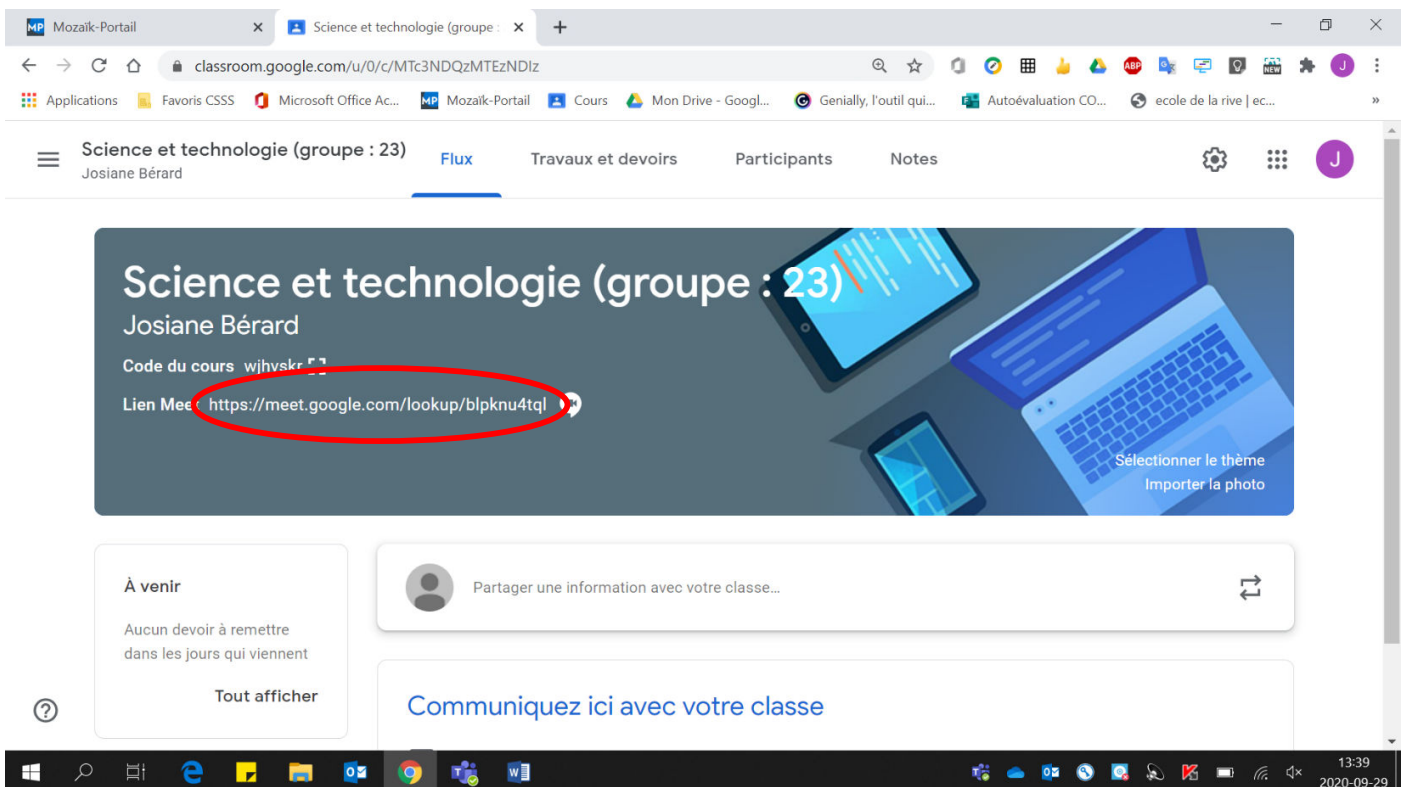 MP Mozaïk-Portail
Science et technologie (groupe :
classroom.google.com/u/0/c/MTc3NDQzMTEzNDIz
ABP
NEW
J
Applications
Favoris CSSS
Microsoft Office Ac...
MP Mozaïk-Portail
Cours
Mon Drive - Googl...
Genially, l'outil qui...
Autoévaluation CO...
ecole de la rive | ec...
»
Science et technologie (groupe : 23)
Josiane Bérard
Flux
Travaux et devoirs
Participants
Notes
J
Science et technologie (groupe : 23)
Josiane Bérard
Code du cours wjhvskr
Lien Meet https://meet.google.com/lookup/blpknu4tql
Sélectionner le thème
Importer la photo
À venir
Aucun devoir à remettre
dans les jours qui viennent
Tout afficher
Partager une information avec votre classe...
Communiquez ici avec votre classe
13:39
2020-09-29